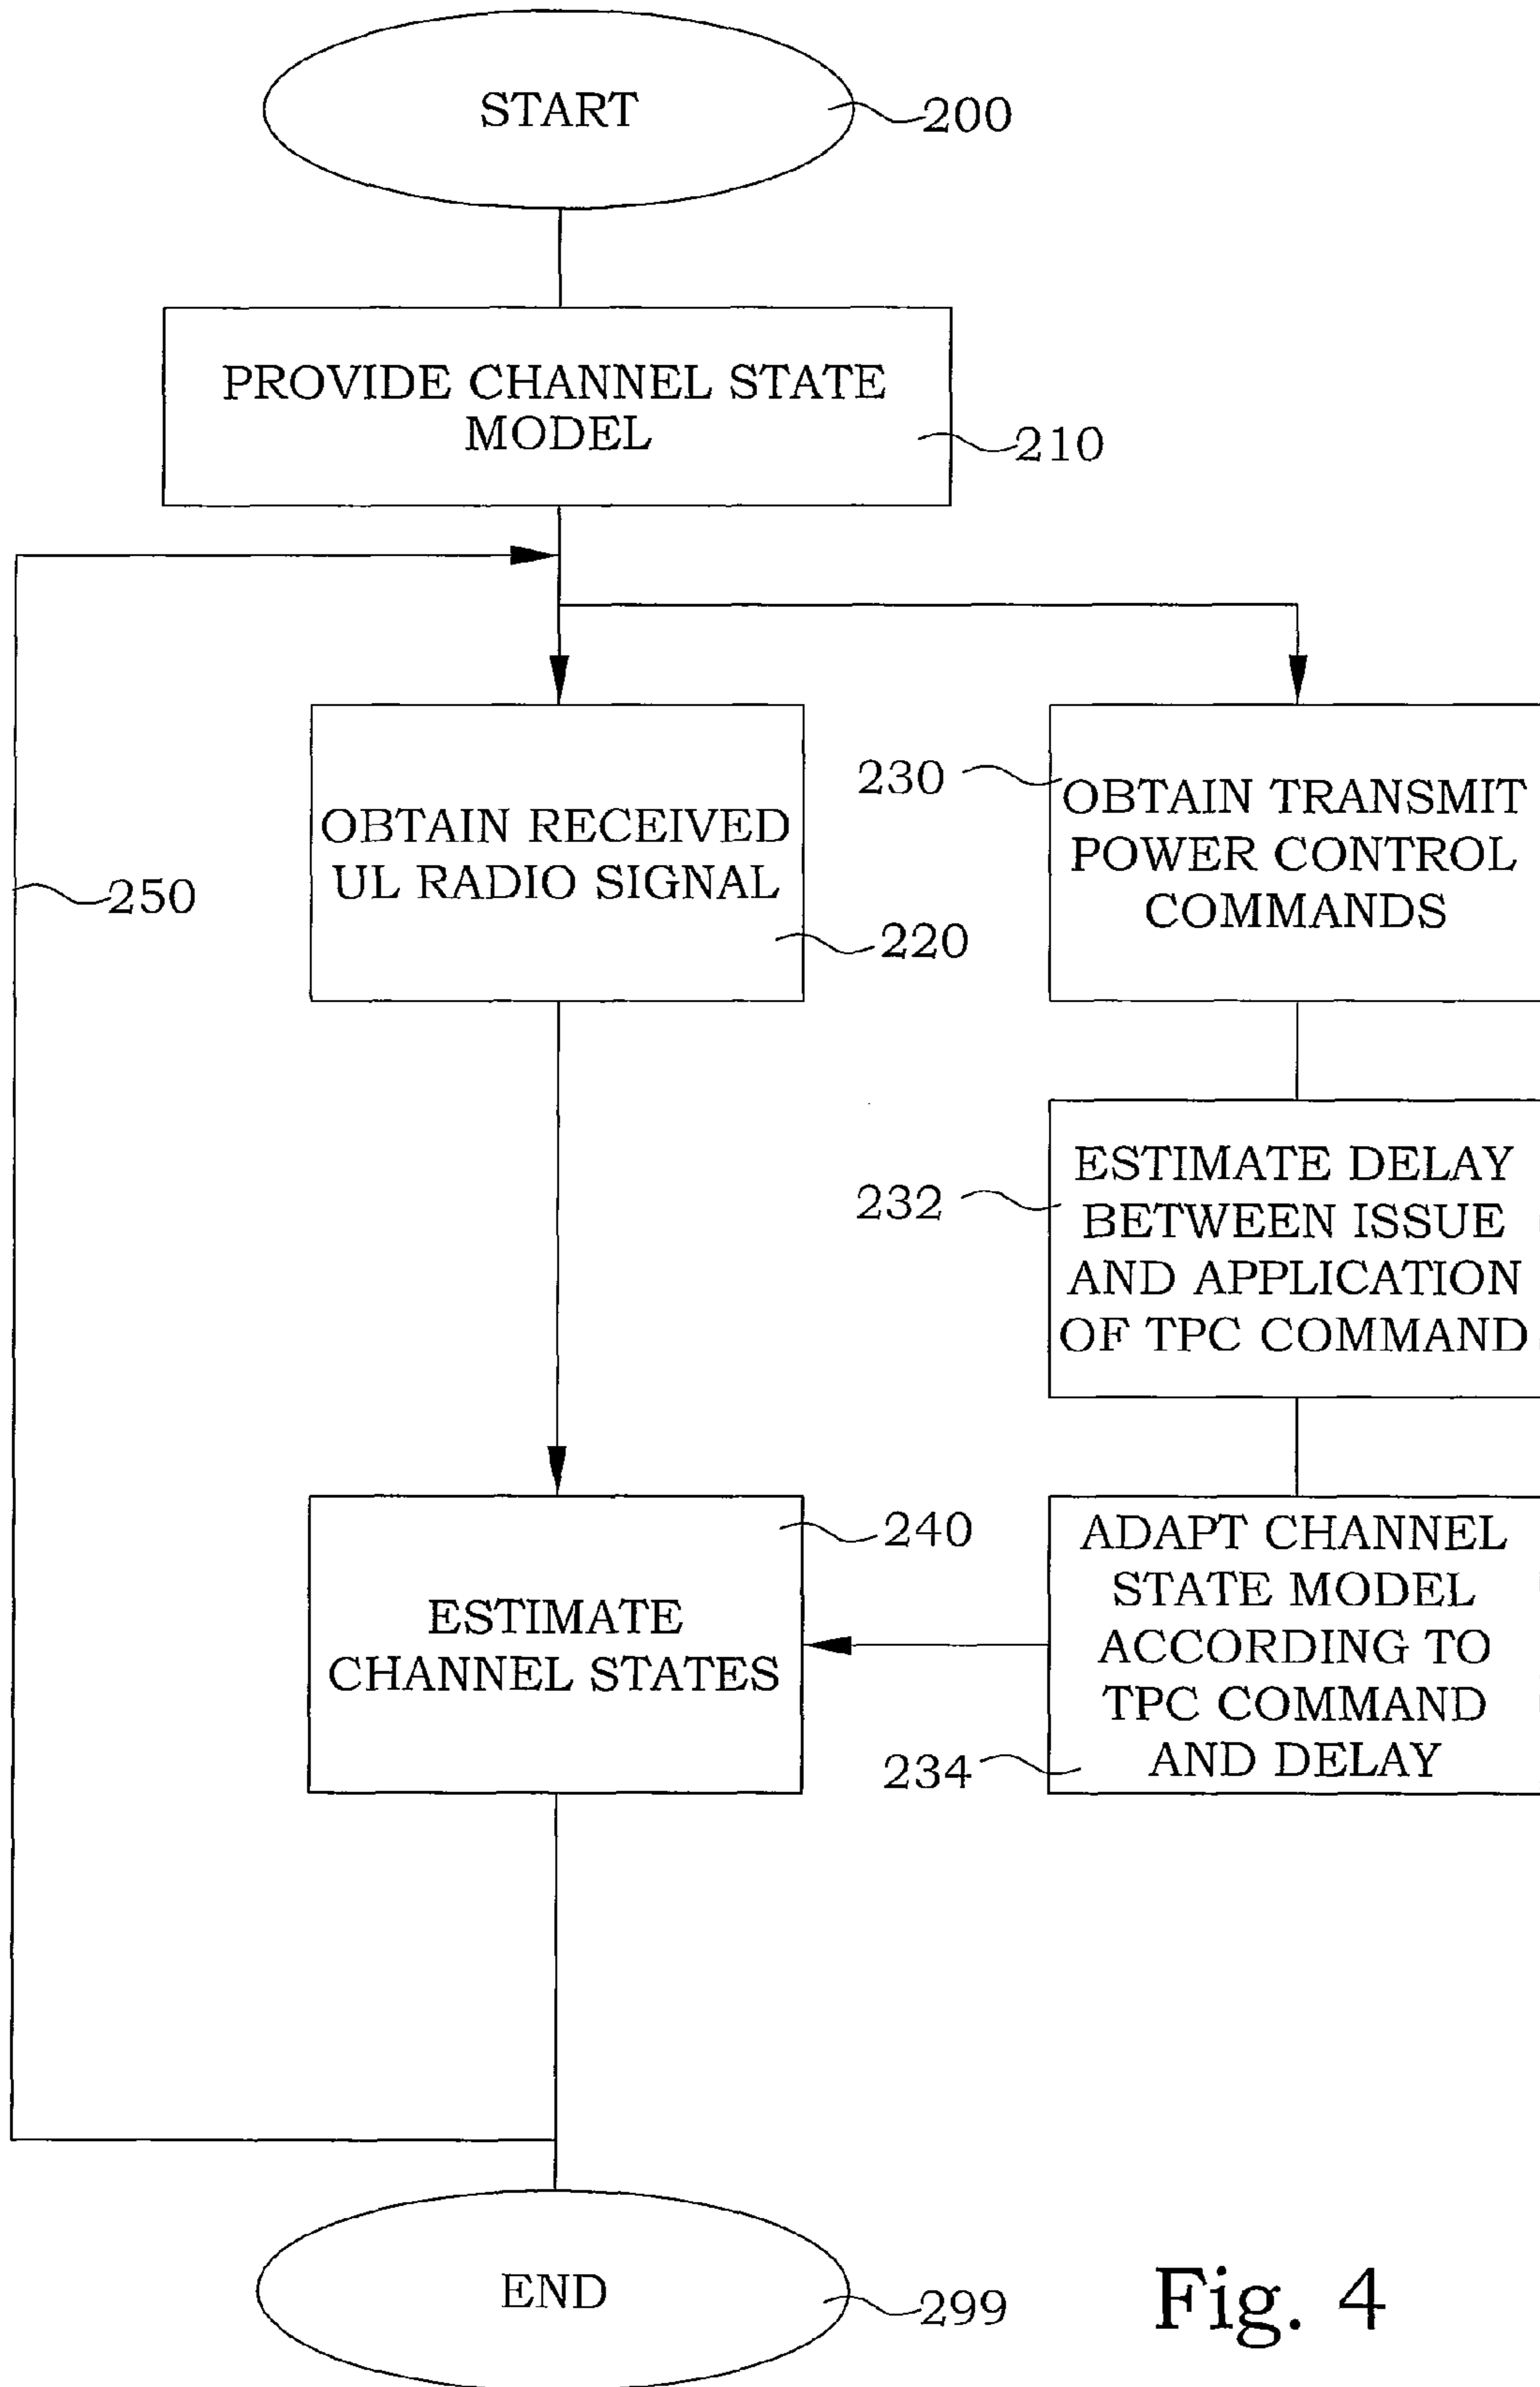 START
200
PROVIDE CHANNEL STATE
MODEL
210
250
OBTAIN RECEIVED
UL RADIO SIGNAL
220
230
OBTAIN TRANSMIT
POWER CONTROL
COMMANDS
232
ESTIMATE DELAY
BETWEEN ISSUE
AND APPLICATION
OF TPC COMMAND
240
ESTIMATE
CHANNEL STATES
ADAPT CHANNEL
STATE MODEL
ACCORDING TO
TPC COMMAND
AND DELAY
234
END
299
Fig. 4